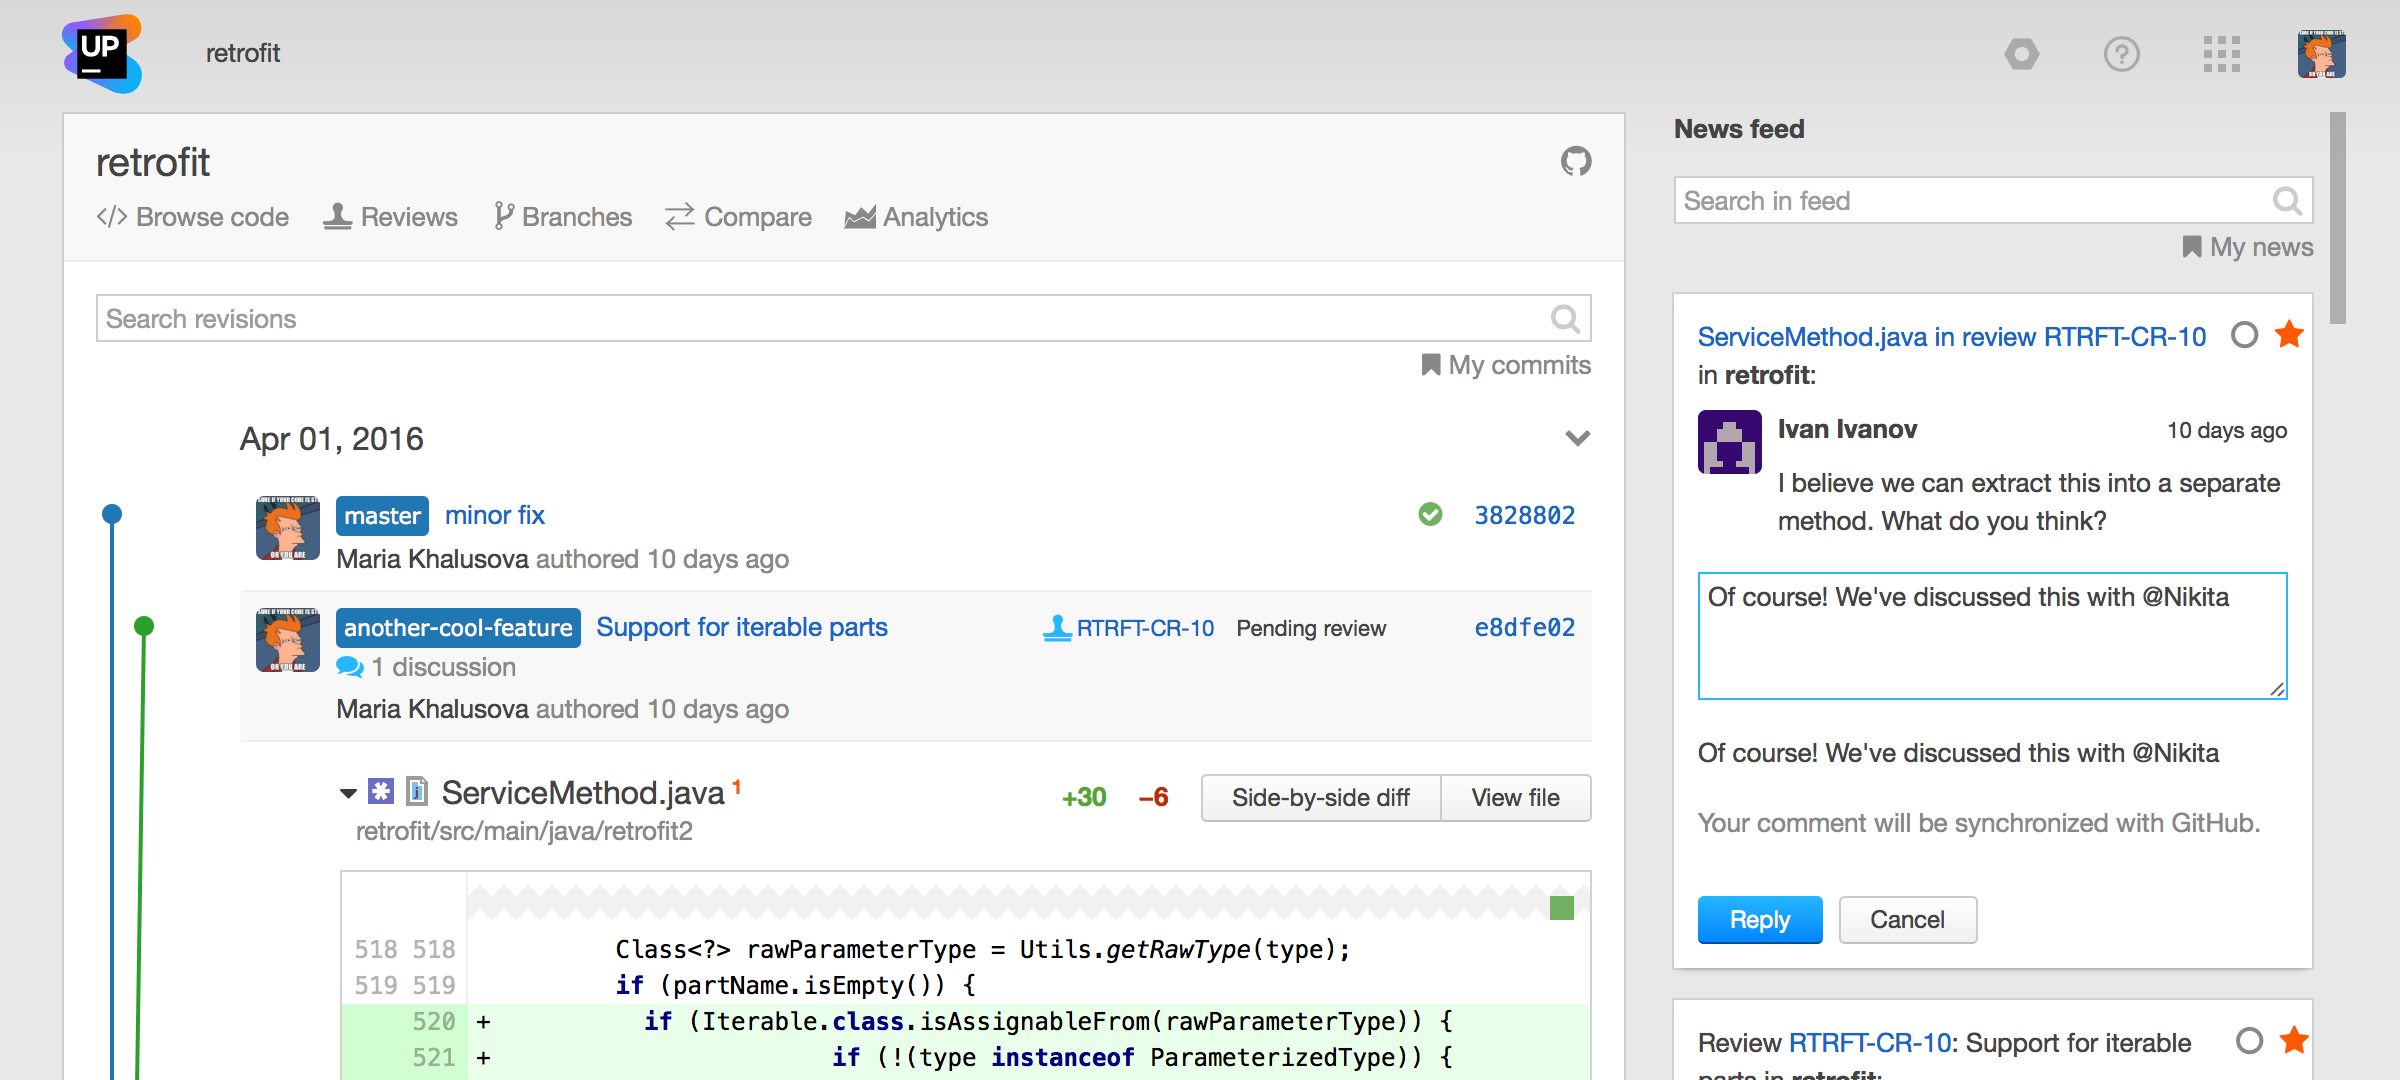 UP
retrofit
retrofit
Browse code
Reviews
Branches
Compare
Analytics
Search revisions
My commits
Apr 01, 2016
master minor fix
3828802
Maria Khalusova authored 10 days ago
another-cool-feature Support for iterable parts
RTRFT-CR-10 Pending review
e8dfe02
1 discussion
Maria Khalusova authored 10 days ago
ServiceMethod.java 1
+30 −6
Side-by-side diff
View file
retrofit/src/main/java/retrofit2
518 518 Class<?> rawParameterType = Utils.getRawType(type);
519 519 if (partName.isEmpty()) {
520 + if (Iterable.class.isAssignableFrom(rawParameterType)) {
521 + if (!(type instanceof ParameterizedType)) {
News feed
Search in feed
My news
ServiceMethod.java in review RTRFT-CR-10
in retrofit:
Ivan Ivanov
10 days ago
I believe we can extract this into a separate
method. What do you think?
Of course! We've discussed this with @Nikita
Of course! We've discussed this with @Nikita
Your comment will be synchronized with GitHub.
Reply
Cancel
Review RTRFT-CR-10: Support for iterable
parts in retrofit: